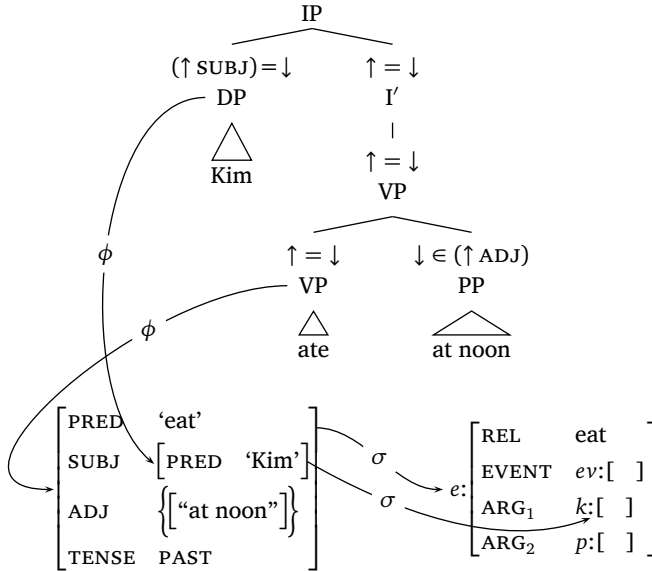 IP
(↑ SUBJ) = ↓ ↑ = ↓
DP I′
Kim
↑ = ↓
VP
↑ = ↓ ↓ ∈ (↑ ADJ)
VP PP
ate at noon
ϕ
ϕ
PRED ‘eat’
SUBJ [PRED ‘Kim’]
ADJ {[“at noon”]}
TENSE PAST
σ
σ
e:
REL eat
EVENT ev:[ ]
ARG₁ k:[ ]
ARG₂ p:[ ]